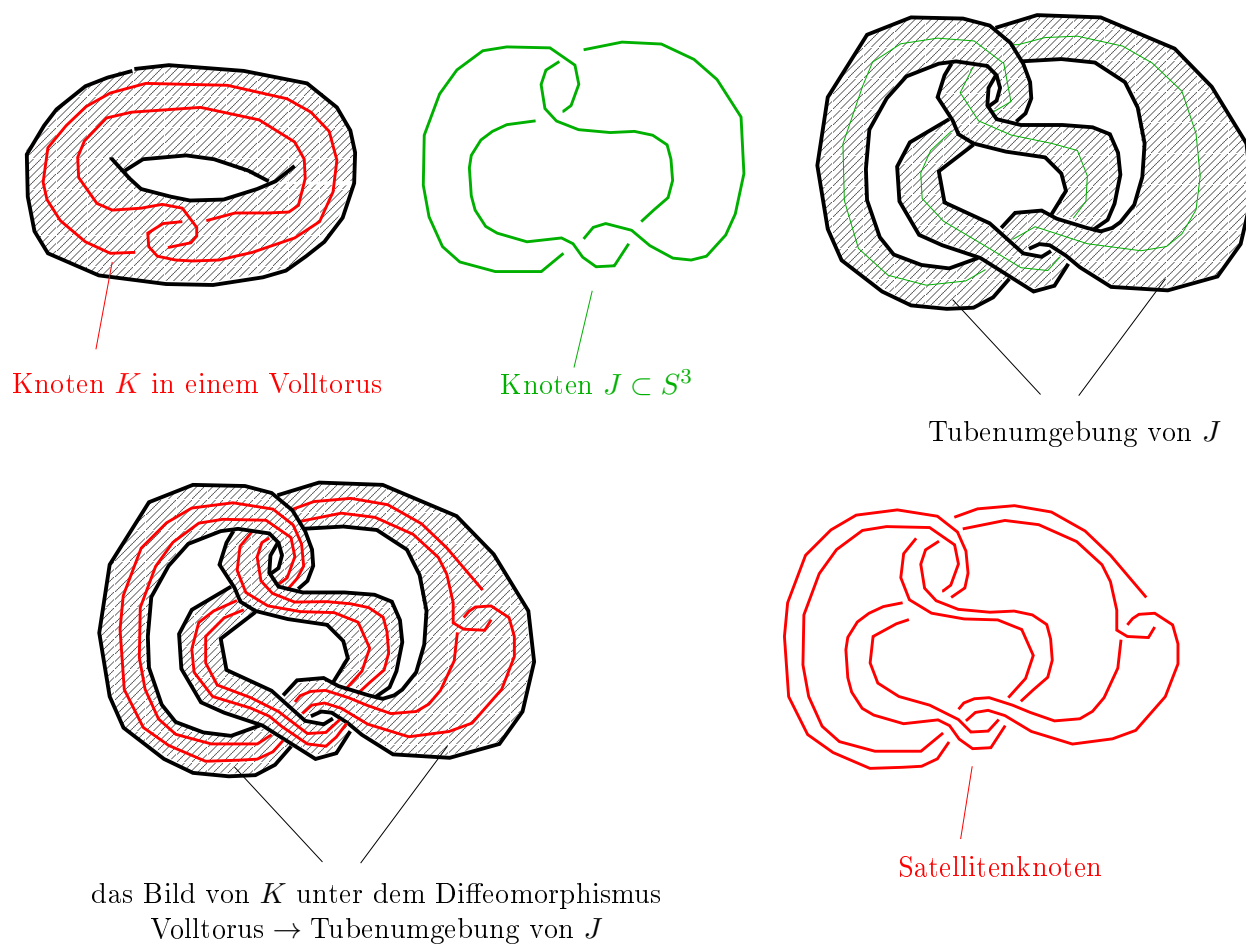 Knoten K in einem Volltorus
Knoten J ⊂ S³
Tubenumgebung von J
das Bild von K unter dem Diffeomorphismus
Volltorus → Tubenumgebung von J
Satellitenknoten